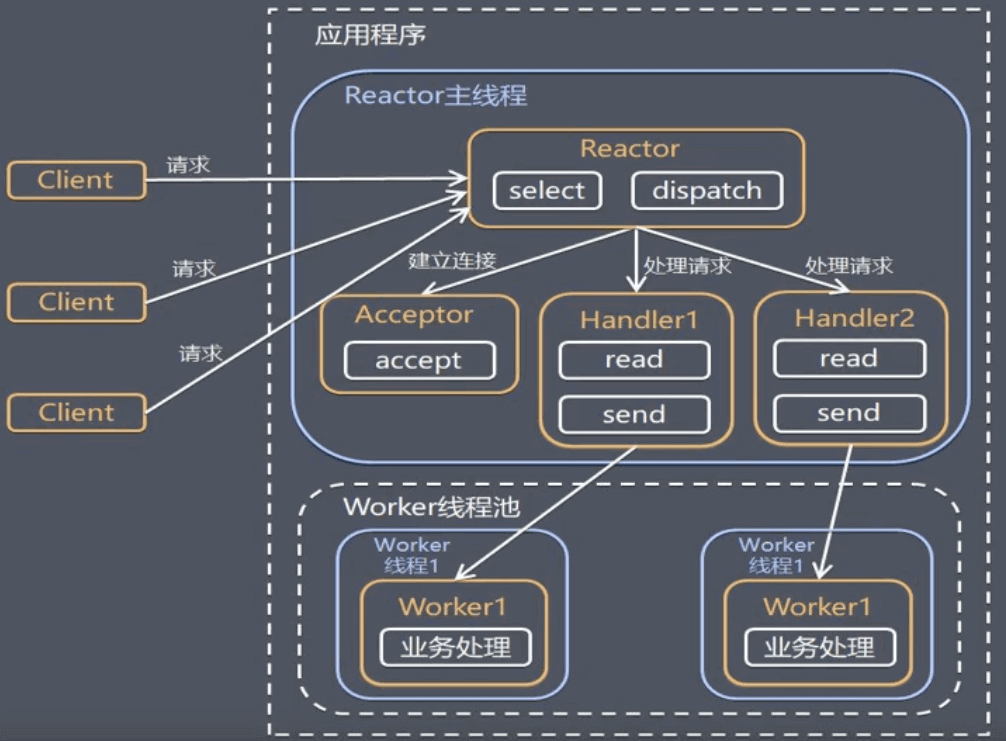 应用程序
Reactor主线程
Reactor
select
dispatch
Client
请求
Client
请求
Client
请求
建立连接
处理请求
处理请求
Acceptor
accept
Handler1
read
send
Handler2
read
send
Worker线程池
Worker
线程1
Worker1
业务处理
Worker
线程1
Worker1
业务处理